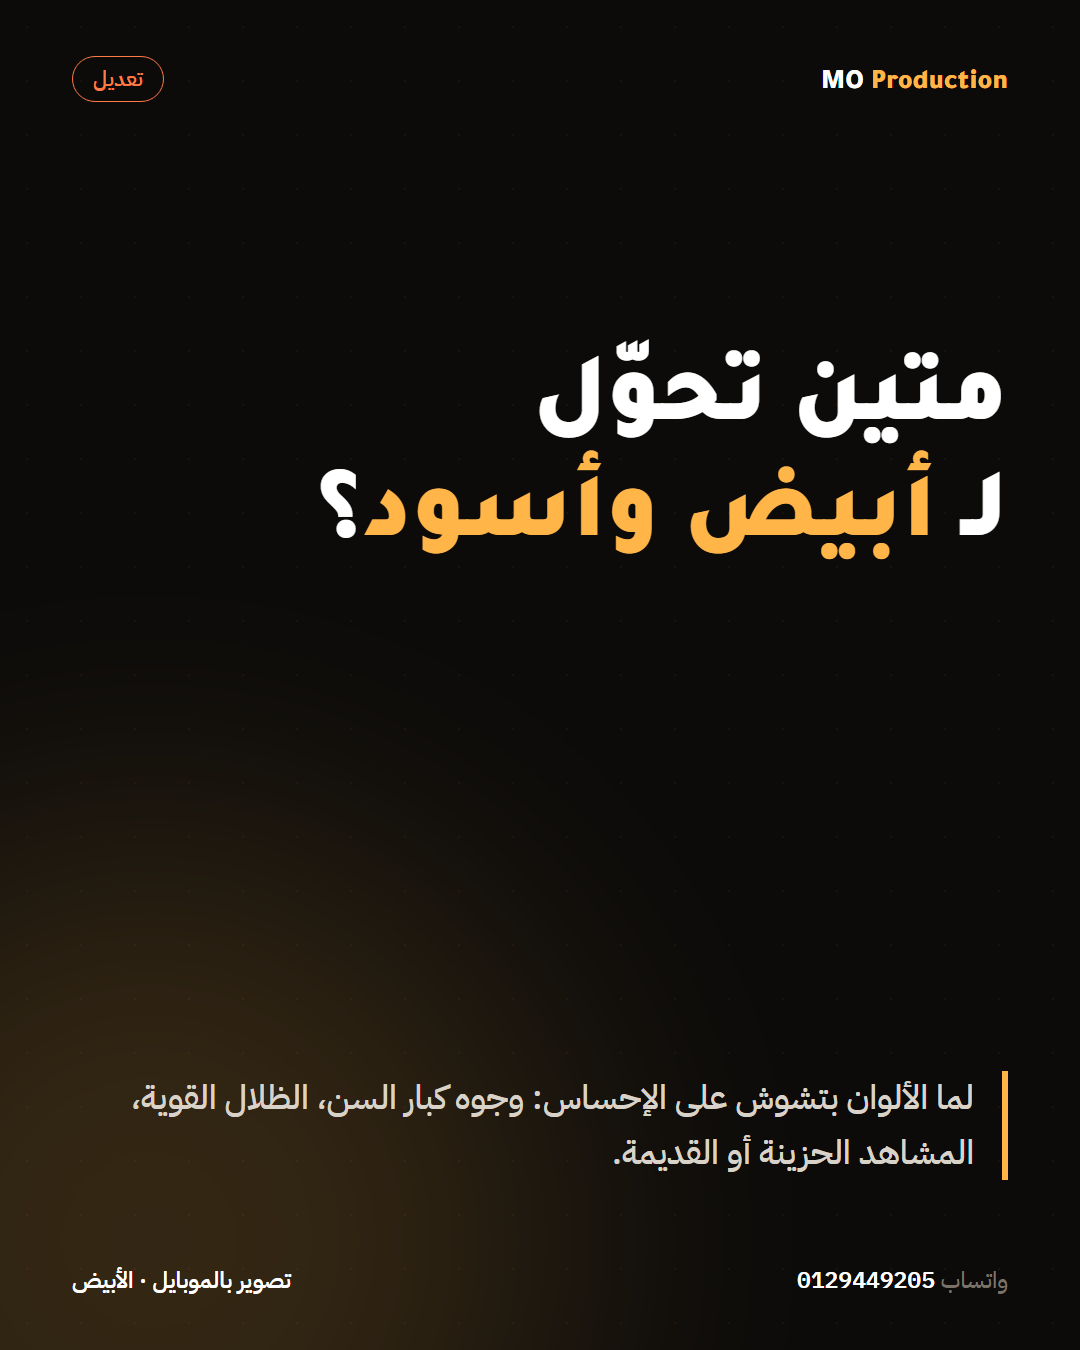 MO Production
تعديل
متين تحوّل
لـ أبيض وأسود؟
لما الألوان بتشوش على الإحساس: وجوه كبار السن، الظلال القوية،
المشاهد الحزينة أو القديمة.
واتساب 0129449205
تصوير بالموبايل · الأبيض